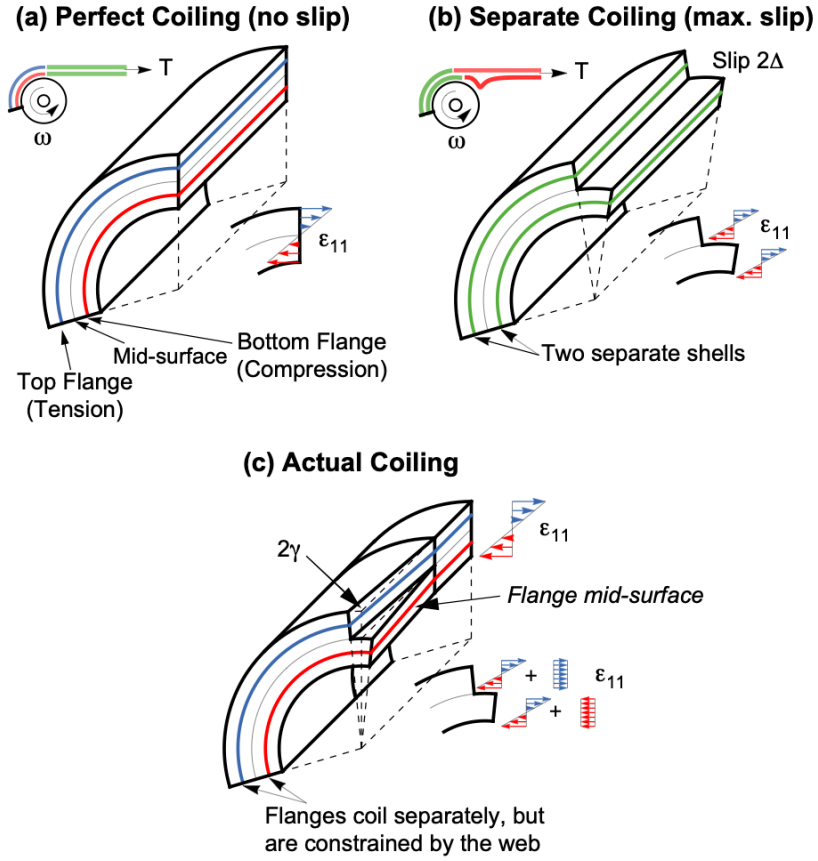 (a) Perfect Coiling (no slip)
T
ω
ε11
Mid-surface
Bottom Flange
(Compression)
Top Flange
(Tension)
(b) Separate Coiling (max. slip)
Slip 2Δ
T
ω
ε11
Two separate shells
(c) Actual Coiling
2γ
ε11
Flange mid-surface
+
ε11
+
Flanges coil separately, but
are constrained by the web